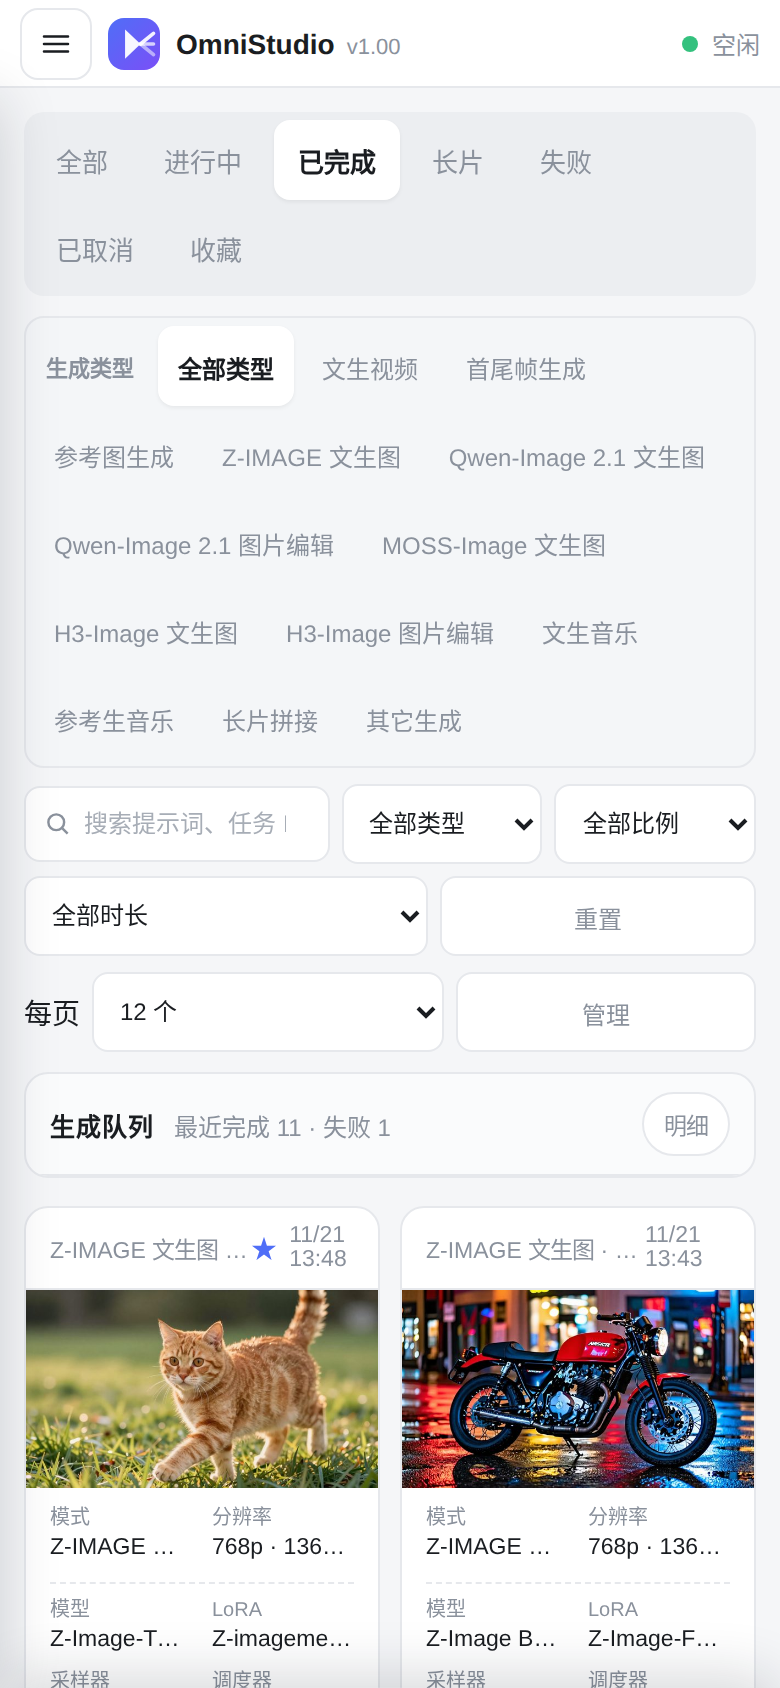 OmniStudio v1.00 空闲
全部 进行中 已完成 长片 失败
已取消 收藏
生成类型 全部类型 文生视频 首尾帧生成
参考图生成 Z-IMAGE 文生图 Qwen-Image 2.1 文生图
Qwen-Image 2.1 图片编辑 MOSS-Image 文生图
H3-Image 文生图 H3-Image 图片编辑 文生音乐
参考生音乐 长片拼接 其它生成
搜索提示词、任务 全部类型 全部比例
全部时长 重置
每页 12 个 管理
生成队列 最近完成 11 · 失败 1 明细
Z-IMAGE 文生图 … ★ 11/21 13:48
Z-IMAGE 文生图 · … 11/21 13:43
模式 分辨率 模式 分辨率
Z-IMAGE … 768p · 136… Z-IMAGE … 768p · 136…
模型 LoRA 模型 LoRA
Z-Image-T… Z-imageme… Z-Image B… Z-Image-F…
采样器 调度器 采样器 调度器